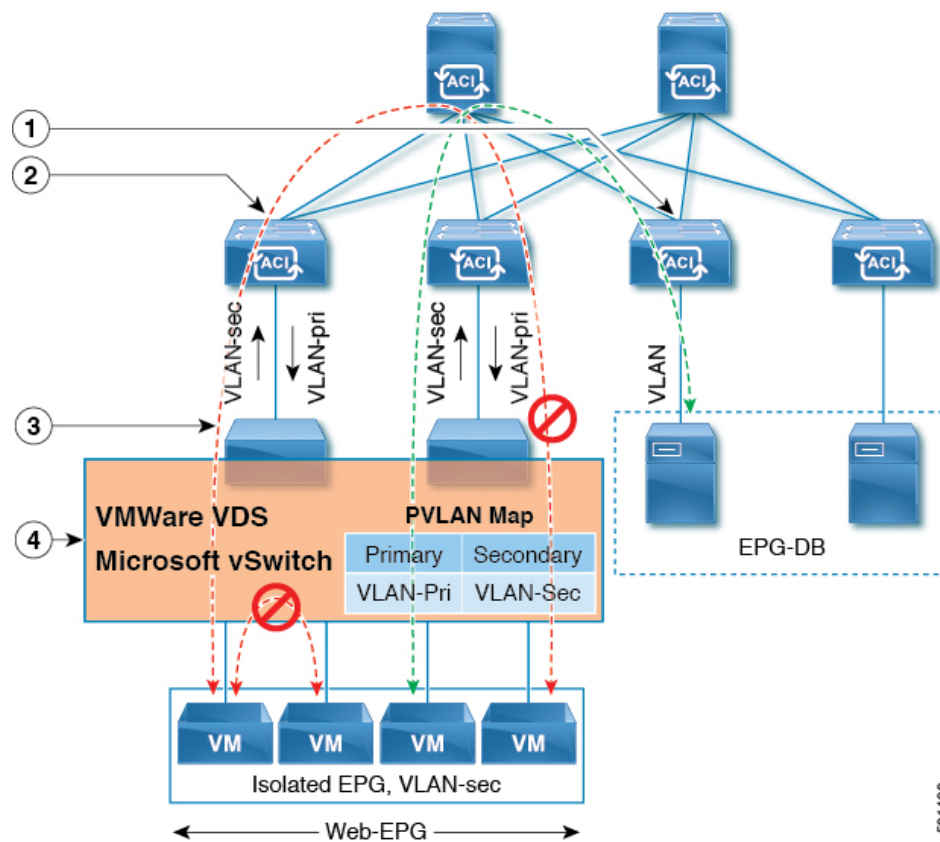 ACI
ACI
1
2
ACI
ACI
ACI
ACI
VLAN-sec
VLAN-pri
VLAN-sec
VLAN-pri
VLAN
3
4
VMWare VDS
Microsoft vSwitch
PVLAN Map
Primary Secondary
VLAN-Pri VLAN-Sec
EPG-DB
VM
VM
VM
VM
Isolated EPG, VLAN-sec
Web-EPG